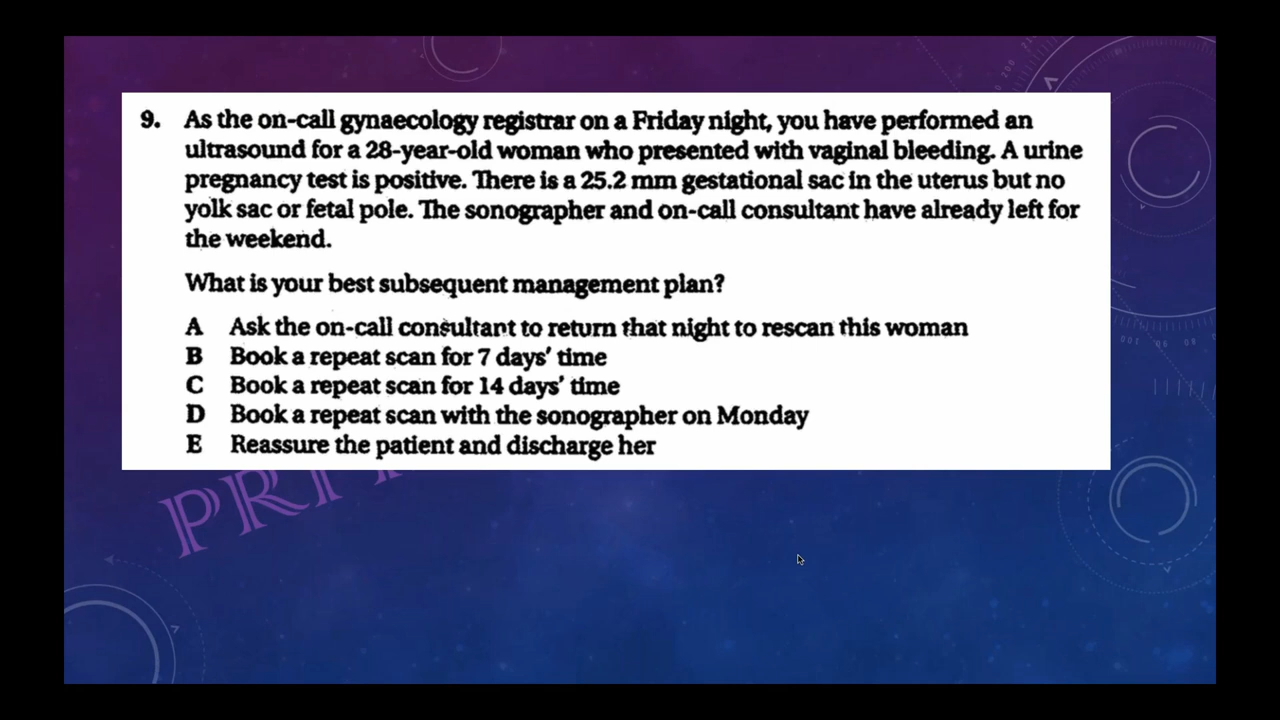 9. As the on-call gynaecology registrar on a Friday night, you have performed an
ultrasound for a 28-year-old woman who presented with vaginal bleeding. A urine
pregnancy test is positive. There is a 25.2 mm gestational sac in the uterus but no
yolk sac or fetal pole. The sonographer and on-call consultant have already left for
the weekend.
What is your best subsequent management plan?
A Ask the on-call consultant to return that night to rescan this woman
B Book a repeat scan for 7 days' time
C Book a repeat scan for 14 days' time
D Book a repeat scan with the sonographer on Monday
E Reassure the patient and discharge her